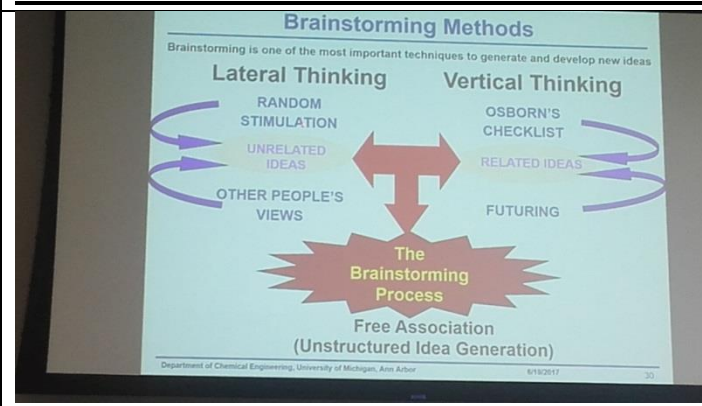 Brainstorming Methods
Brainstorming is one of the most important techniques to generate and develop new ideas
Lateral Thinking
Vertical Thinking
RANDOM
STIMULATION
UNRELATED
IDEAS
OTHER PEOPLE'S
VIEWS
OSBORN'S
CHECKLIST
RELATED IDEAS
FUTURING
The
Brainstorming
Process
Free Association
(Unstructured Idea Generation)
Department of Chemical Engineering, University of Michigan, Ann Arbor
6/10/2017
30